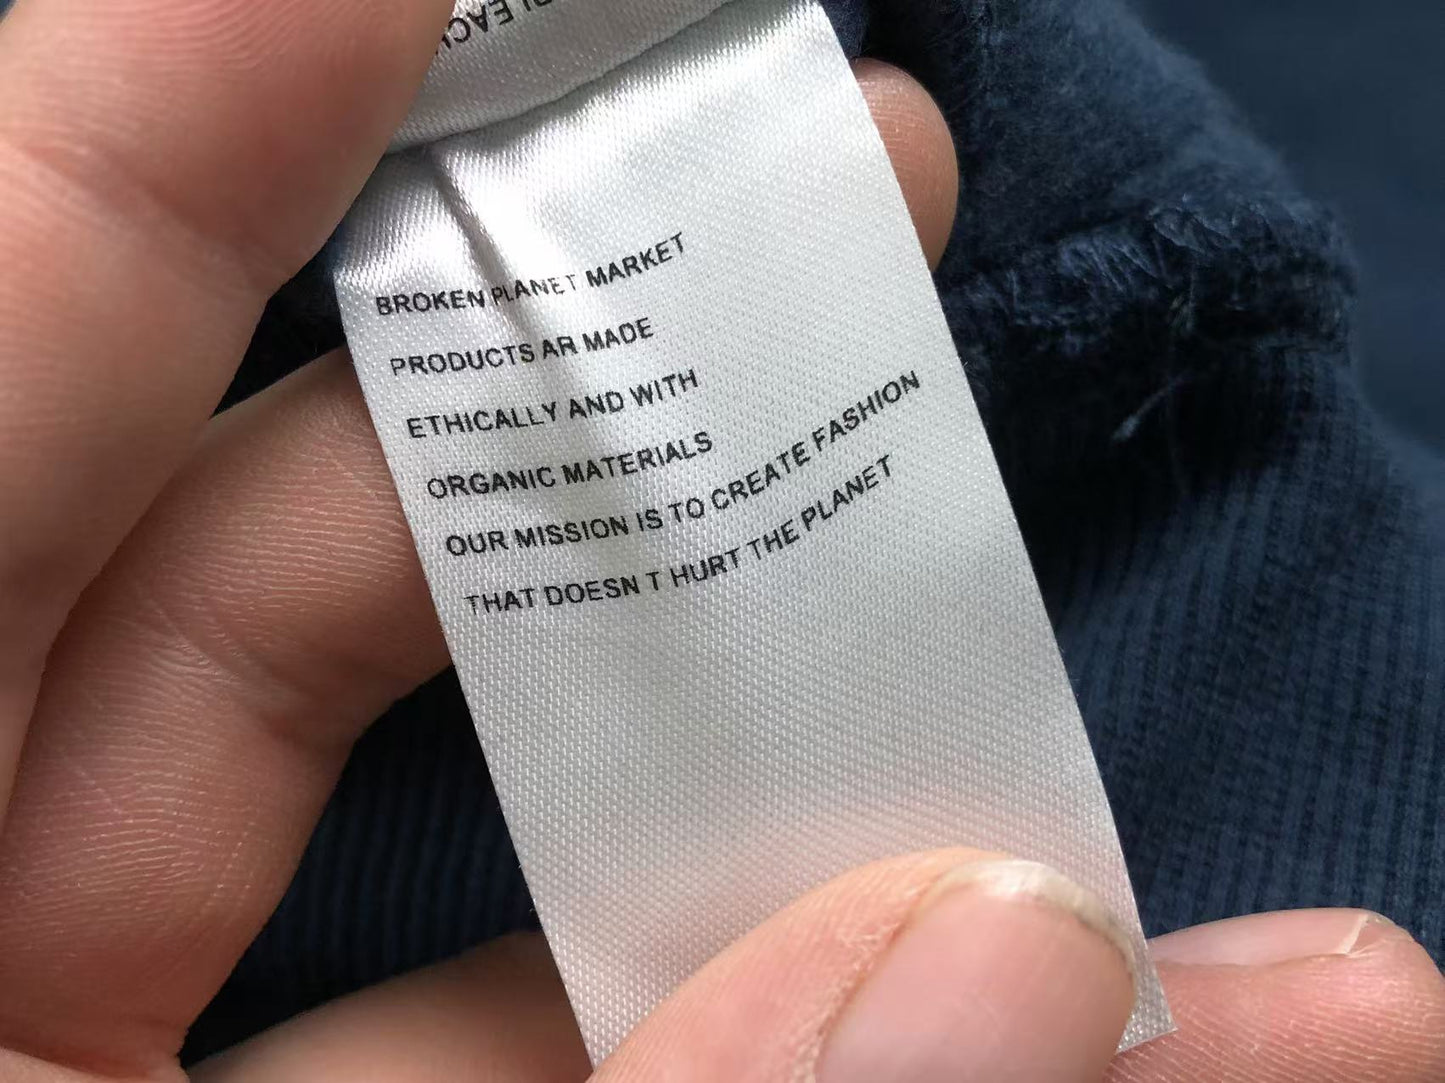 BROKEN PLANET MARKET
PRODUCTS AR MADE
ETHICALLY AND WITH
ORGANIC MATERIALS
OUR MISSION IS TO CREATE FASHION
THAT DOESN T HURT THE PLANET